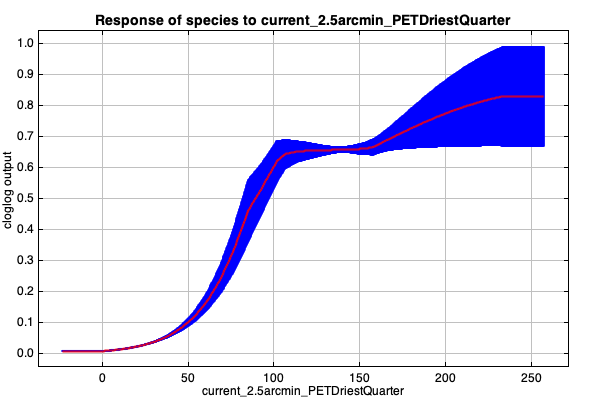 Response of species to current_2.5arcmin_PETDriestQuarter
1.0
0.9
0.8
0.7
0.6
0.5
0.4
0.3
0.2
0.1
0.0
cloglog output
0 50 100 150 200 250
current_2.5arcmin_PETDriestQuarter